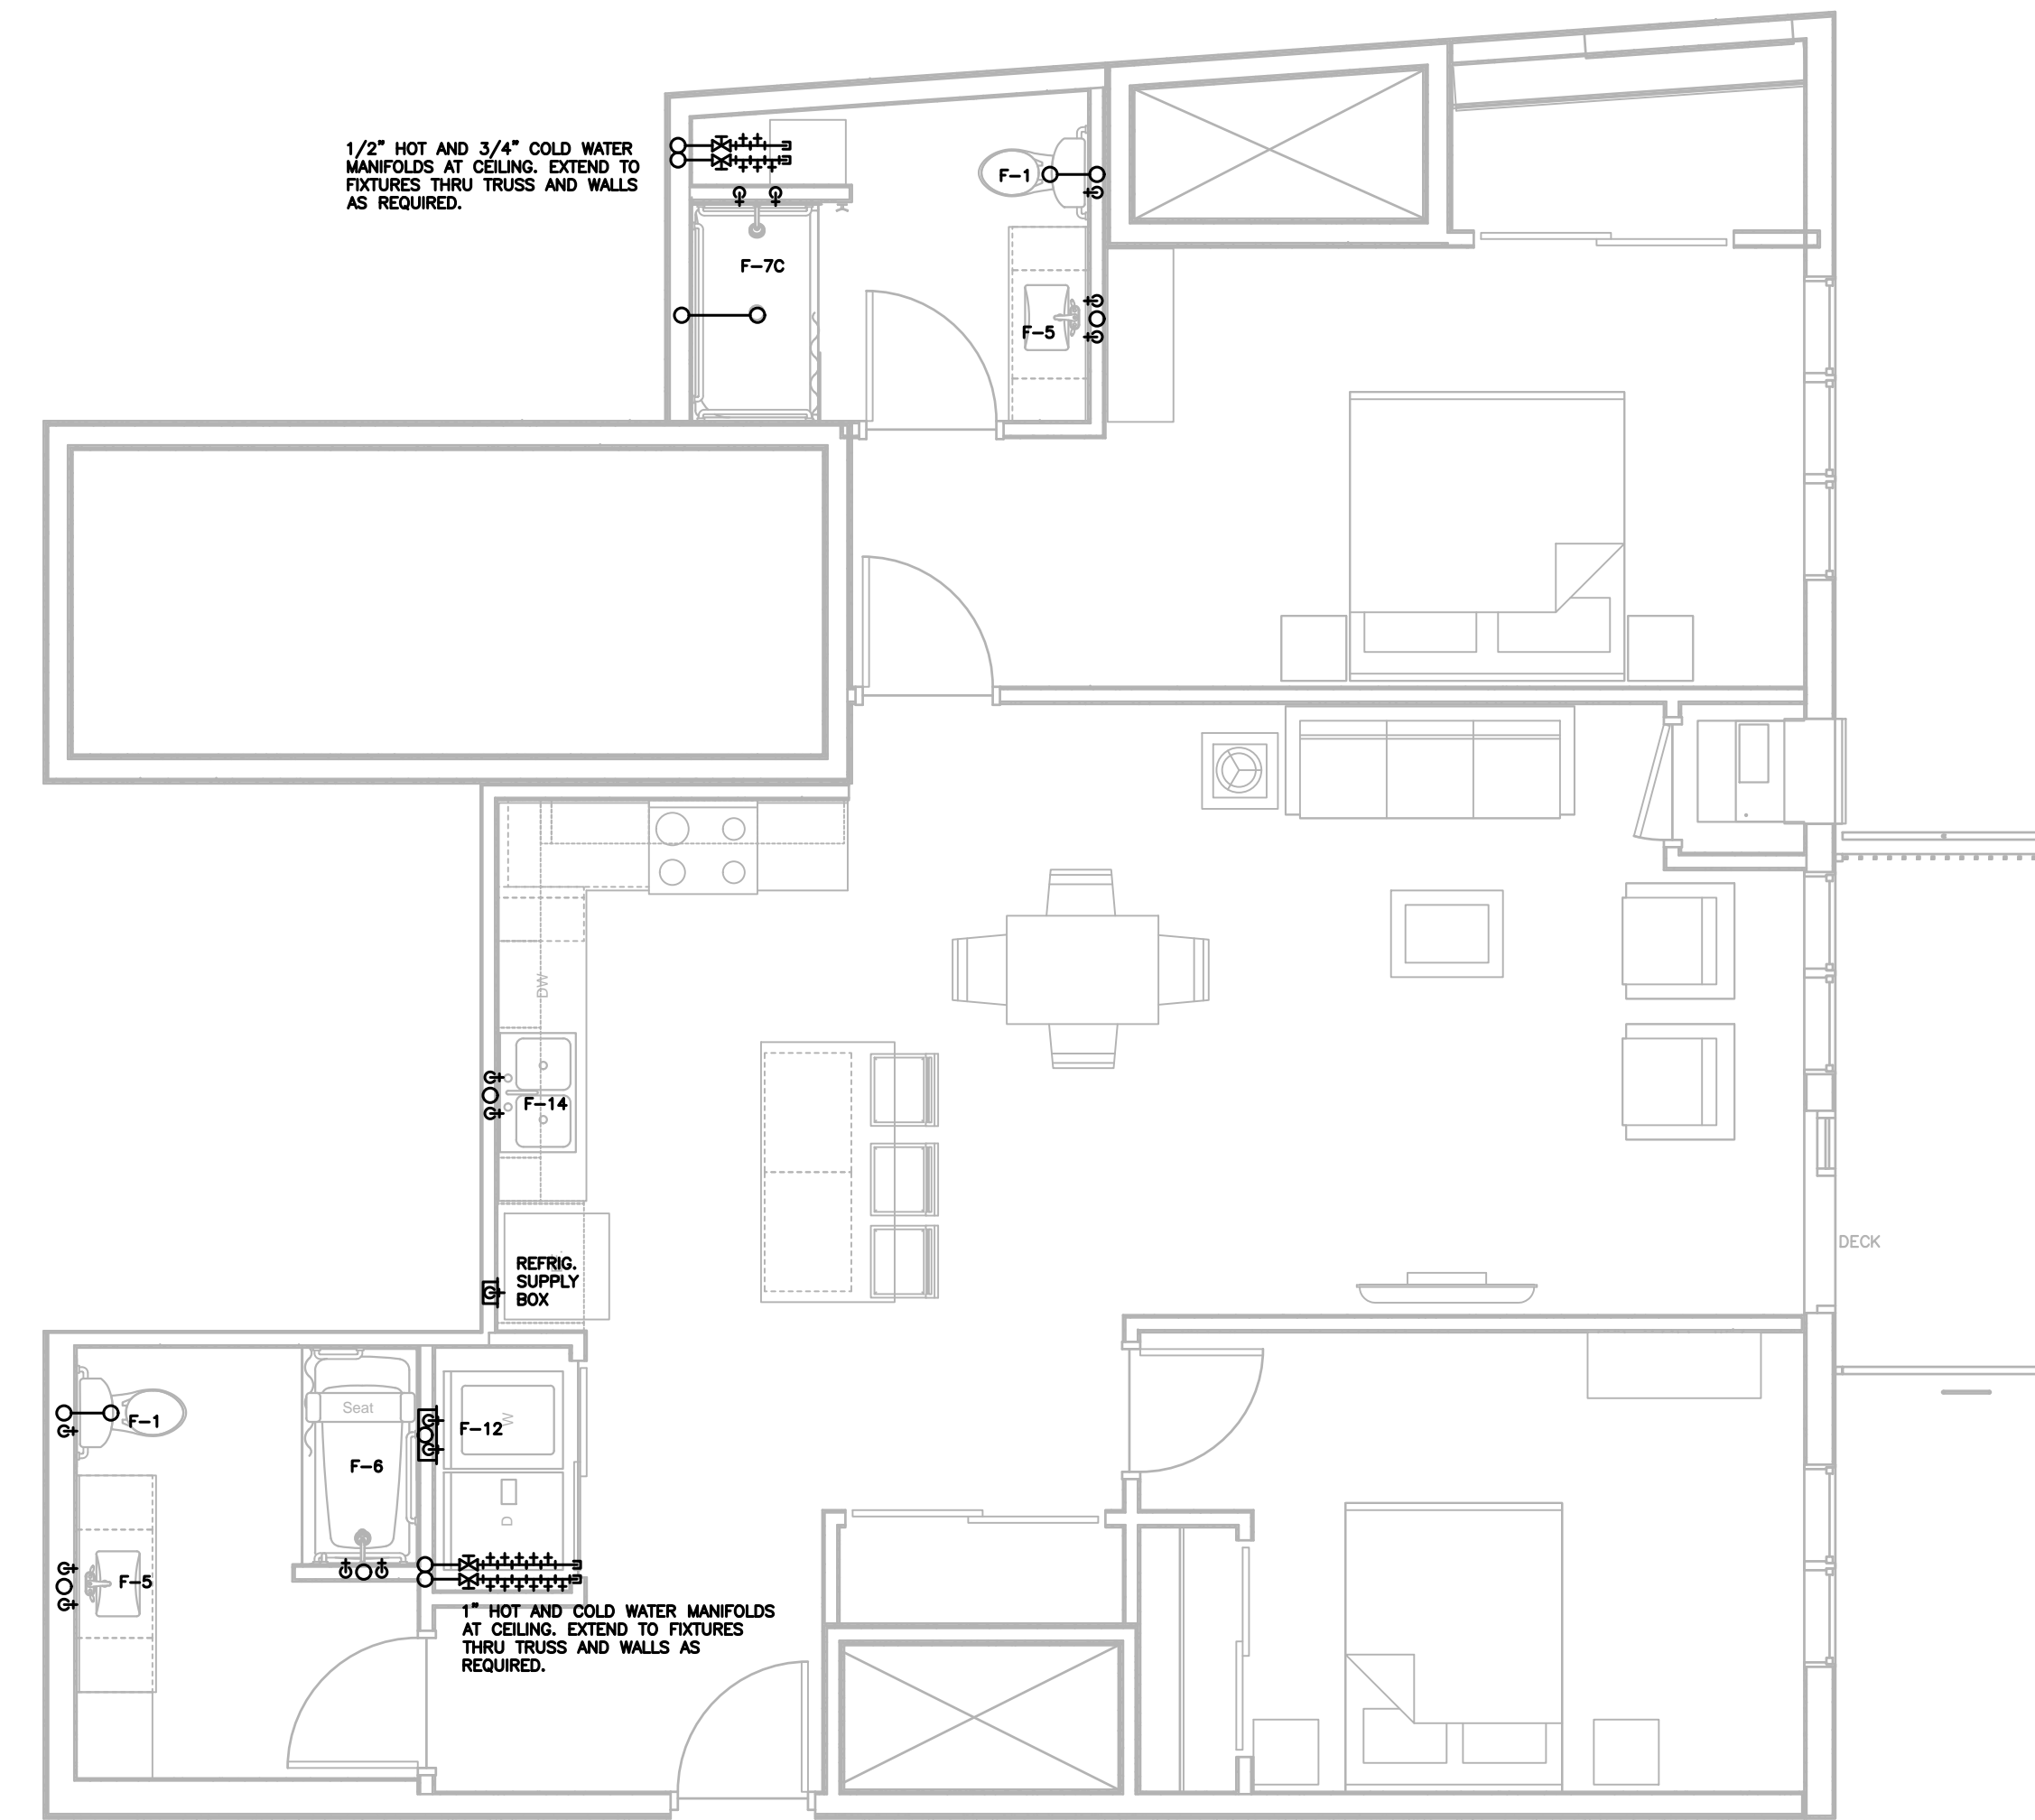 1/2" HOT AND 3/4" COLD WATER
MANIFOLDS AT CEILING. EXTEND TO
FIXTURES THRU TRUSS AND WALLS
AS REQUIRED.
F-1
F-7C
F-5
DW
F-14
REFRIG.
SUPPLY
BOX
DECK
Seat
F-1
F-12
W
F-6
D
F-5
1" HOT AND COLD WATER MANIFOLDS
AT CEILING. EXTEND TO FIXTURES
THRU TRUSS AND WALLS AS
REQUIRED.